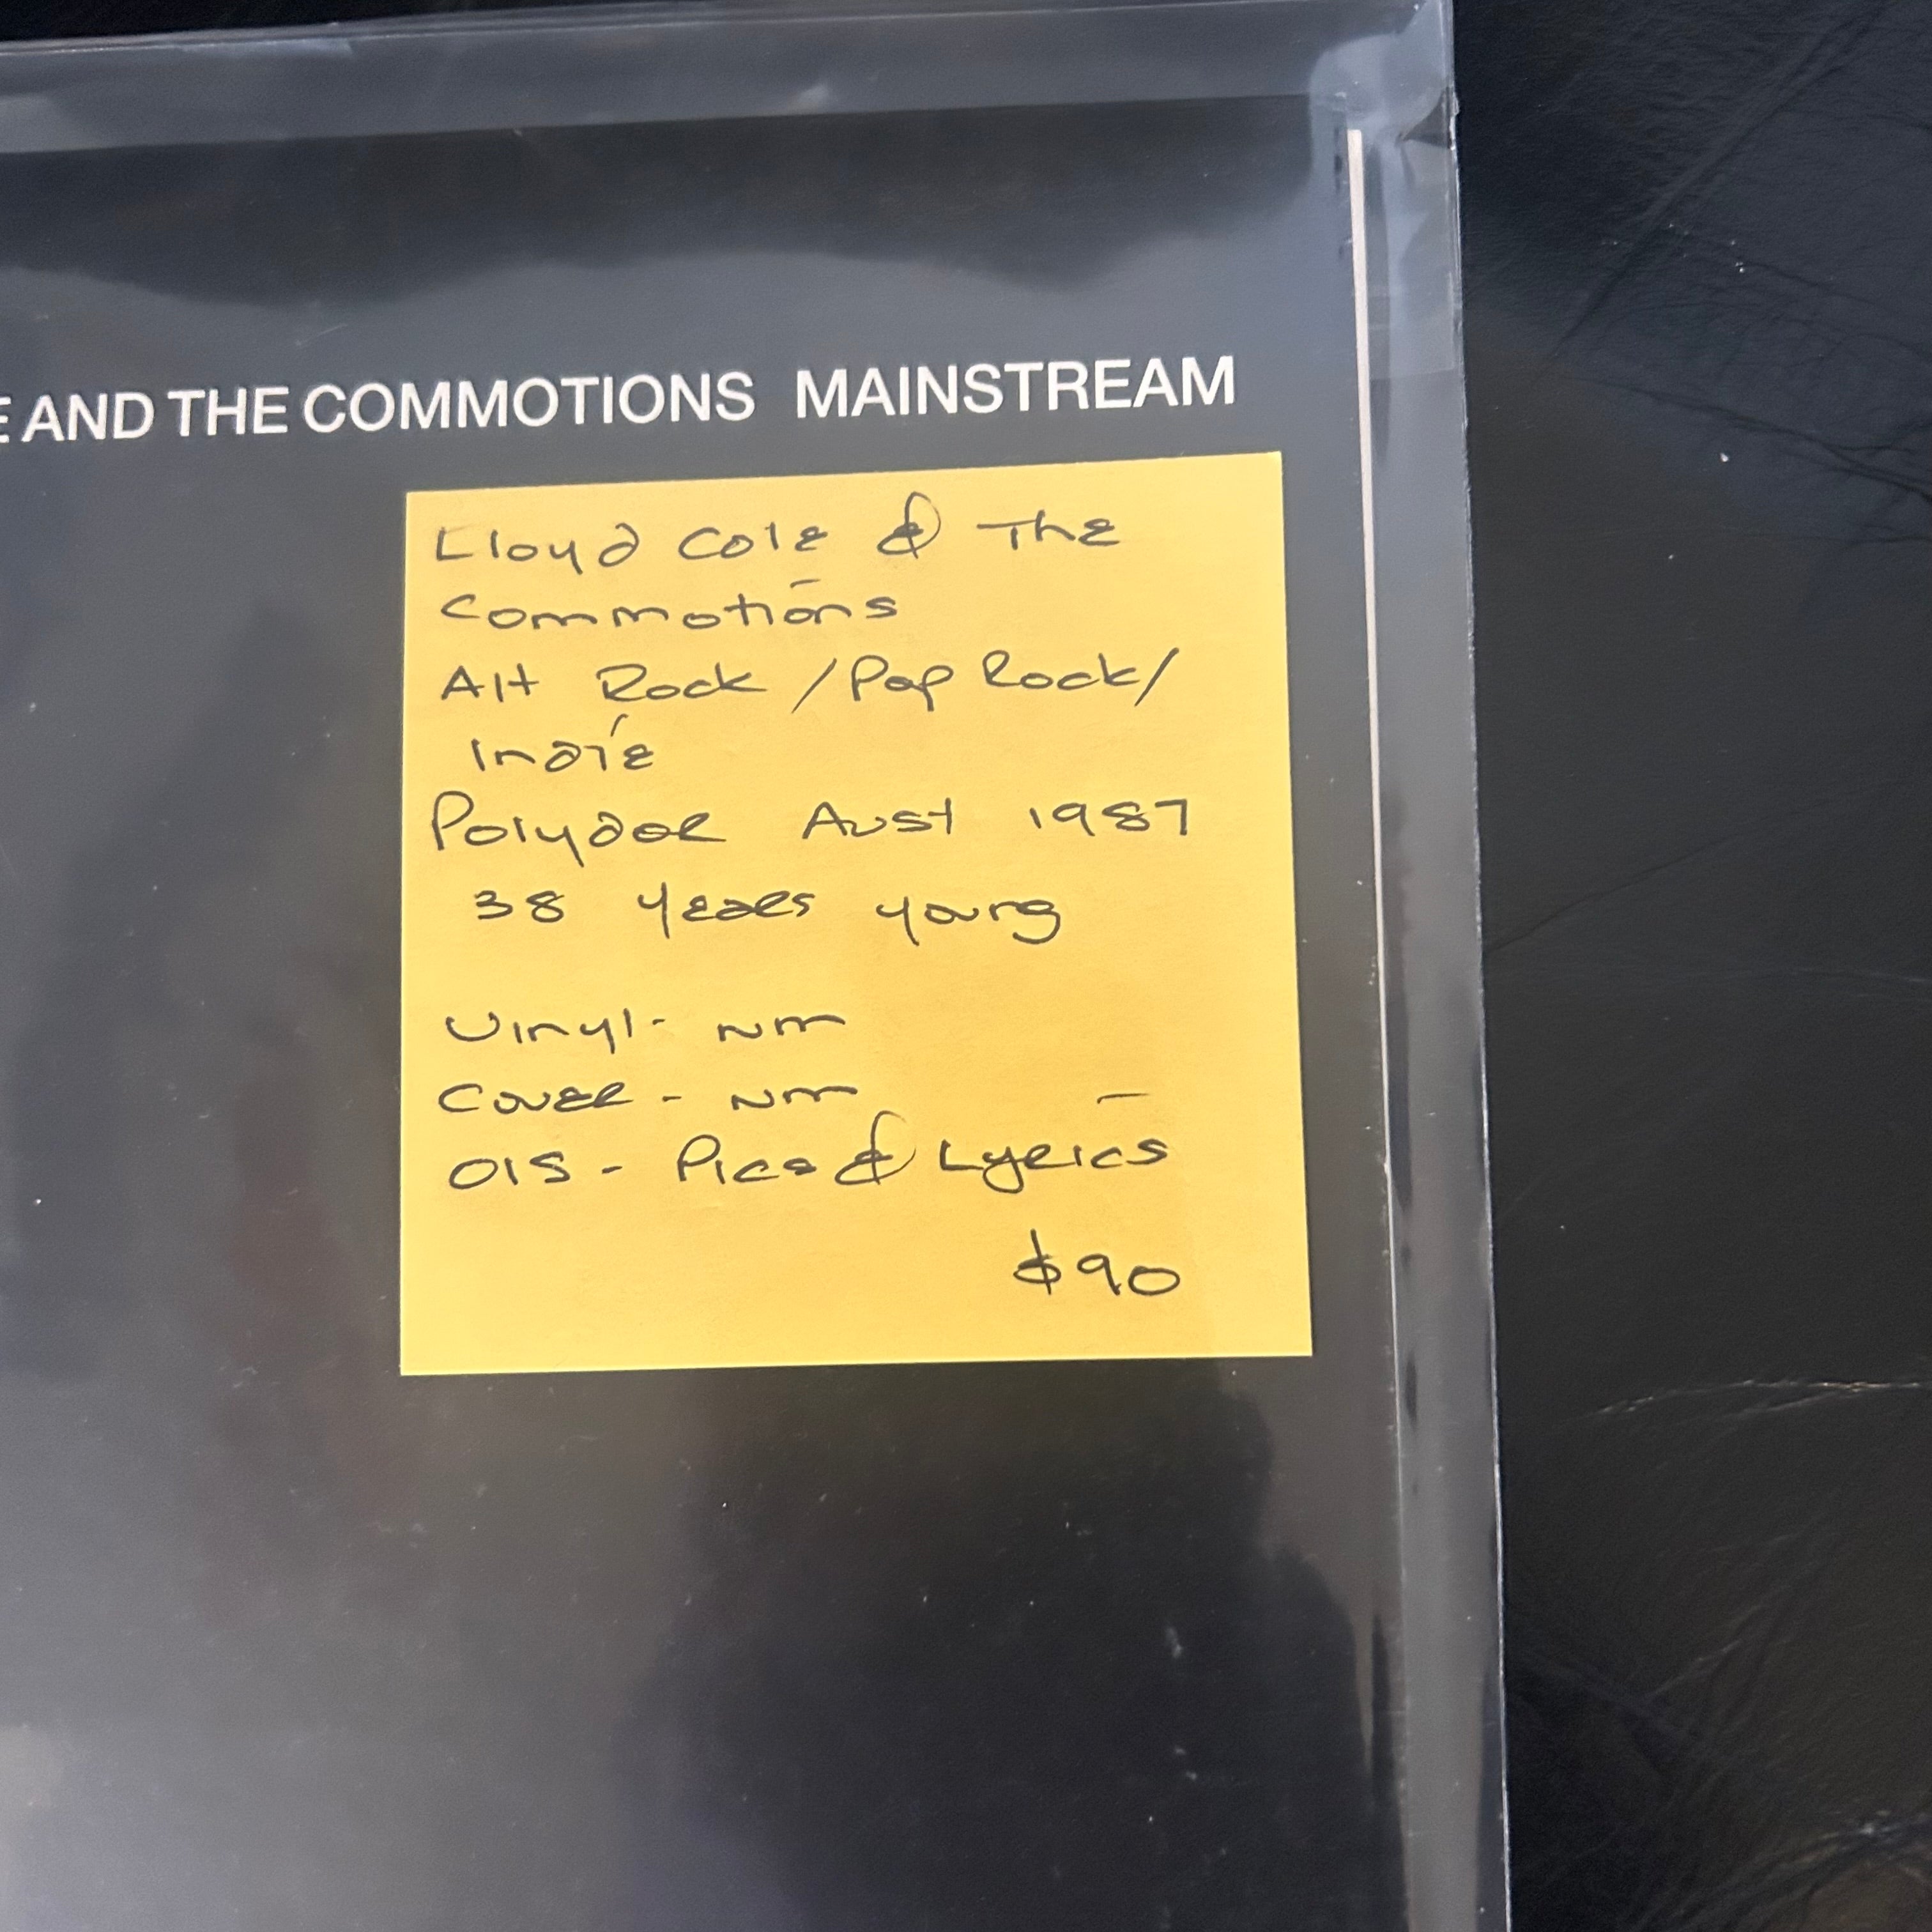 E AND THE COMMOTIONS MAINSTREAM
Lloyd Cole & The
Commotions
Alt Rock / Pop Rock /
Indie
Polydor Aust 1987
38 years young
Vinyl - NM
Cover - NM
OIS - Pics & Lyrics
$90